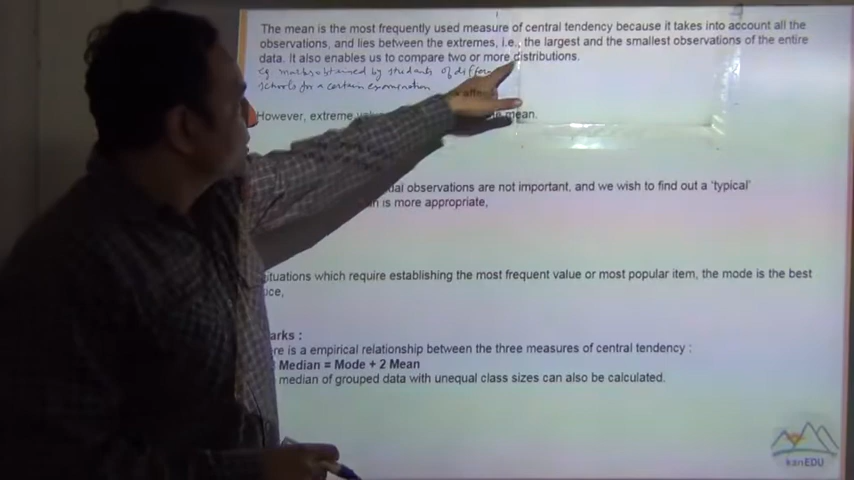 The mean is the most frequently used measure of central tendency because it takes into account all the
observations, and lies between the extremes, i.e., the largest and the smallest observations of the entire
data. It also enables us to compare two or more distributions.
eg. marks obtained by students of
schools for a certain examination
However, extreme mean.
observations are not important, and we wish to find out a 'typical'
is more appropriate,
which require establishing the most frequent value or most popular item, the mode is the best
is a empirical relationship between the three measures of central tendency :
Median = Mode + 2 Mean
median of grouped data with unequal class sizes can also be calculated.
kanEDU